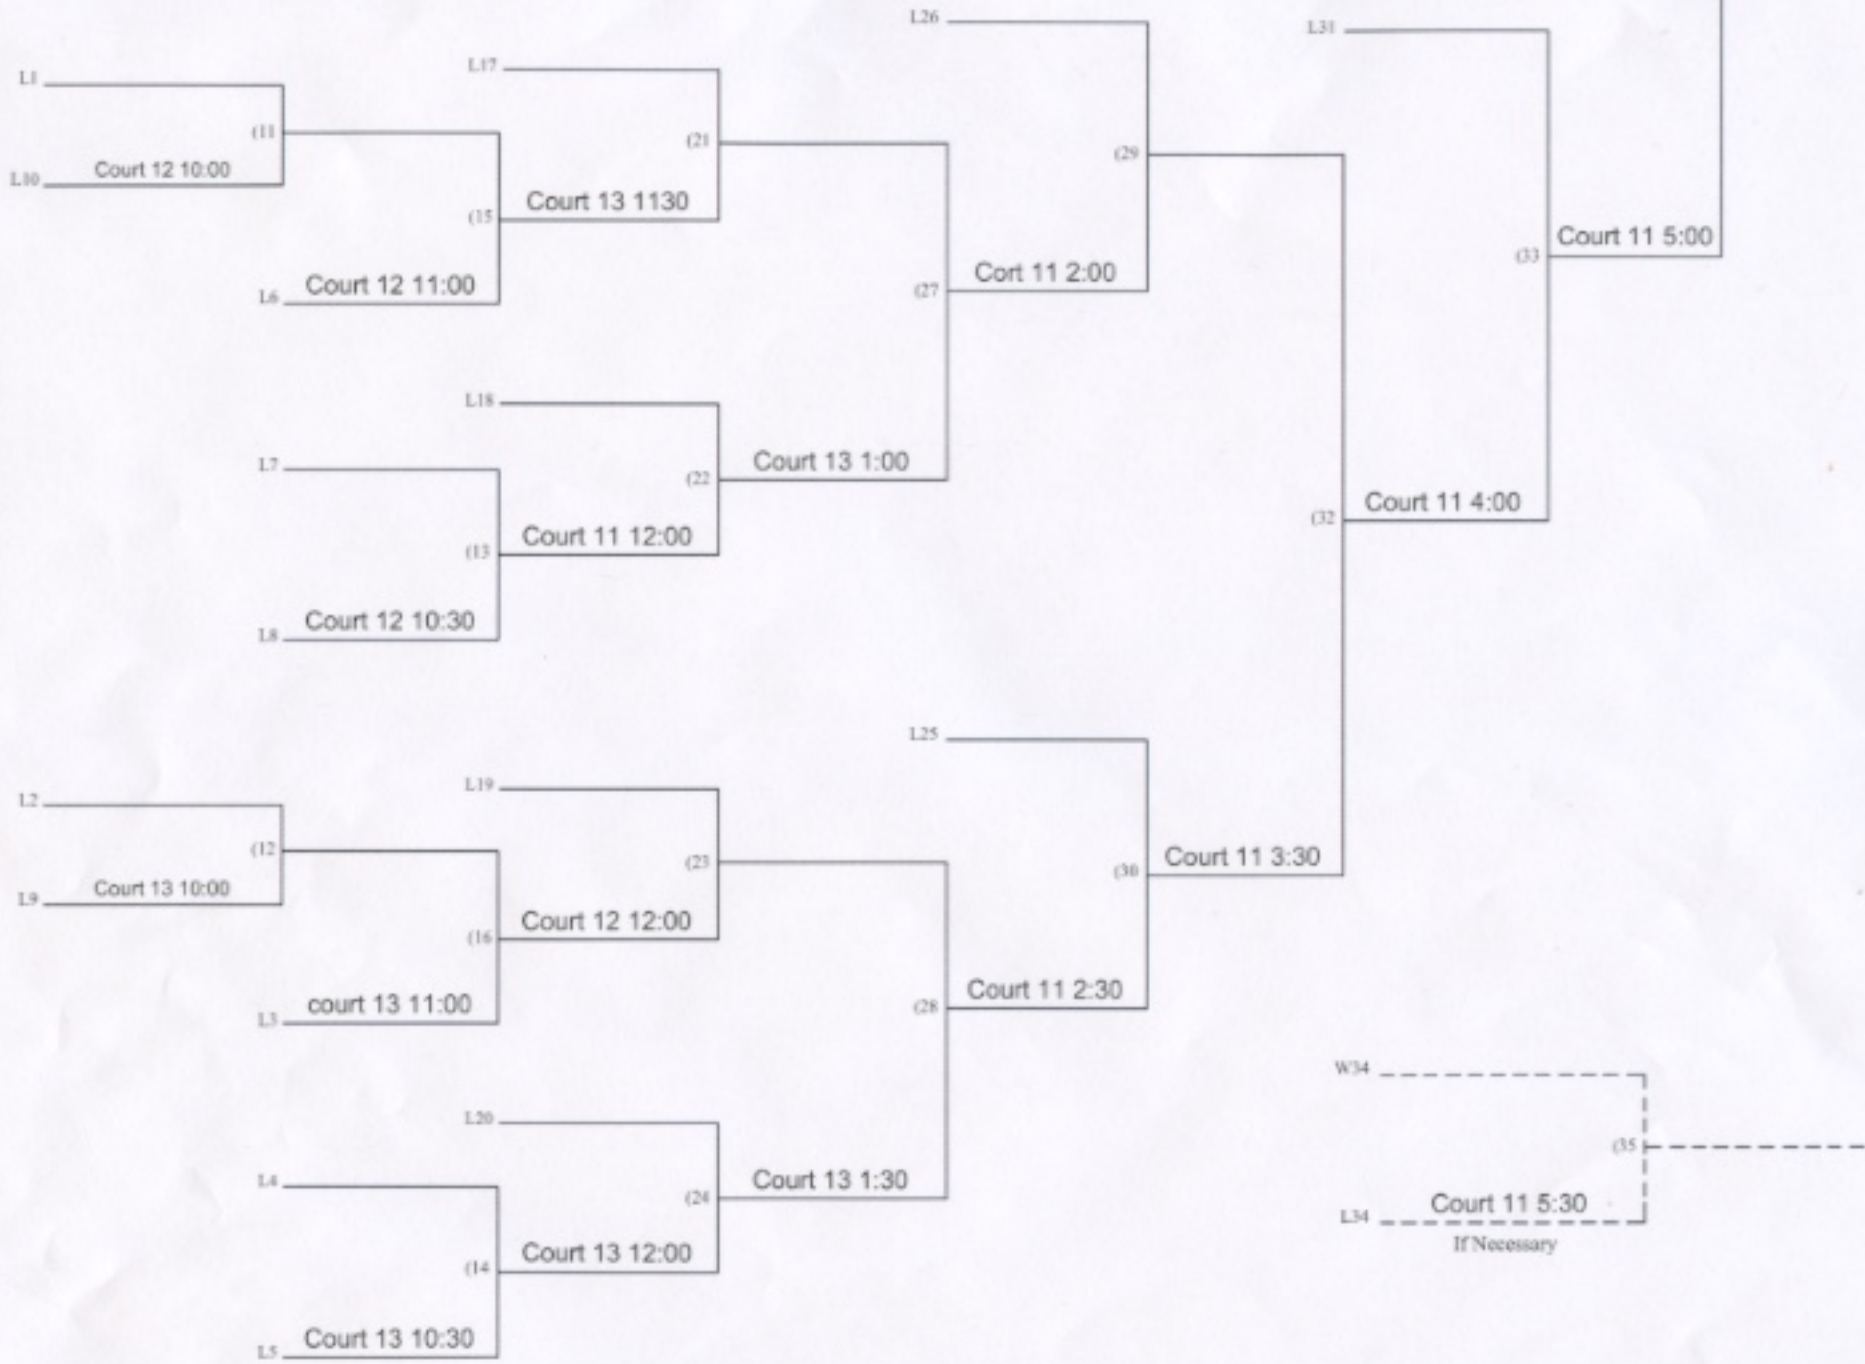 L26
L31
L1
L17
(11
(21
(29
L10 Court 12 10:00
Court 13 1130
(15
Court 11 5:00
(33
Cort 11 2:00
(27
L6 Court 12 11:00
L18
L7
Court 13 1:00
(22
Court 11 4:00
(32
Court 11 12:00
(13
L8 Court 12 10:30
L25
L19
L2
(12
(23
Court 11 3:30
(30
L9 Court 13 10:00
Court 12 12:00
(16
Court 11 2:30
(28
L3 court 13 11:00
W34
L20
(35
L4
Court 13 1:30
(24
L34 Court 11 5:30
If Necessary
Court 13 12:00
(14
L5 Court 13 10:30